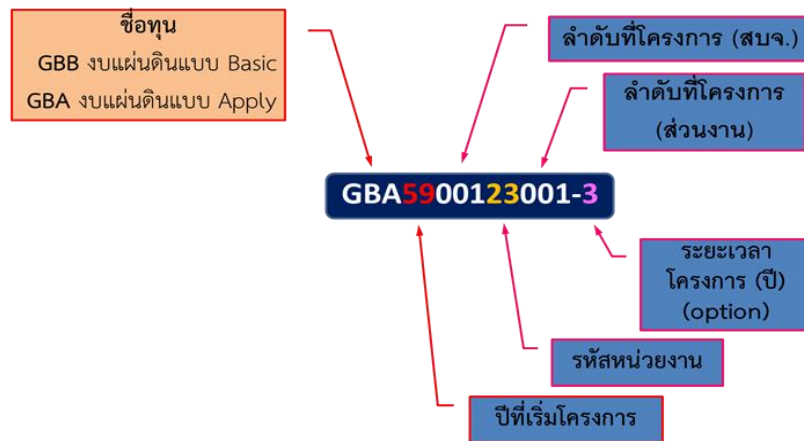 ชื่อทุน
GBB งบแผ่นดินแบบ Basic
GBA งบแผ่นดินแบบ Apply
ลำดับที่โครงการ (สบจ.)
ลำดับที่โครงการ
(ส่วนงาน)
GBA5900123001-3
ระยะเวลา
โครงการ (ปี)
(option)
รหัสหน่วยงาน
ปีที่เริ่มโครงการ